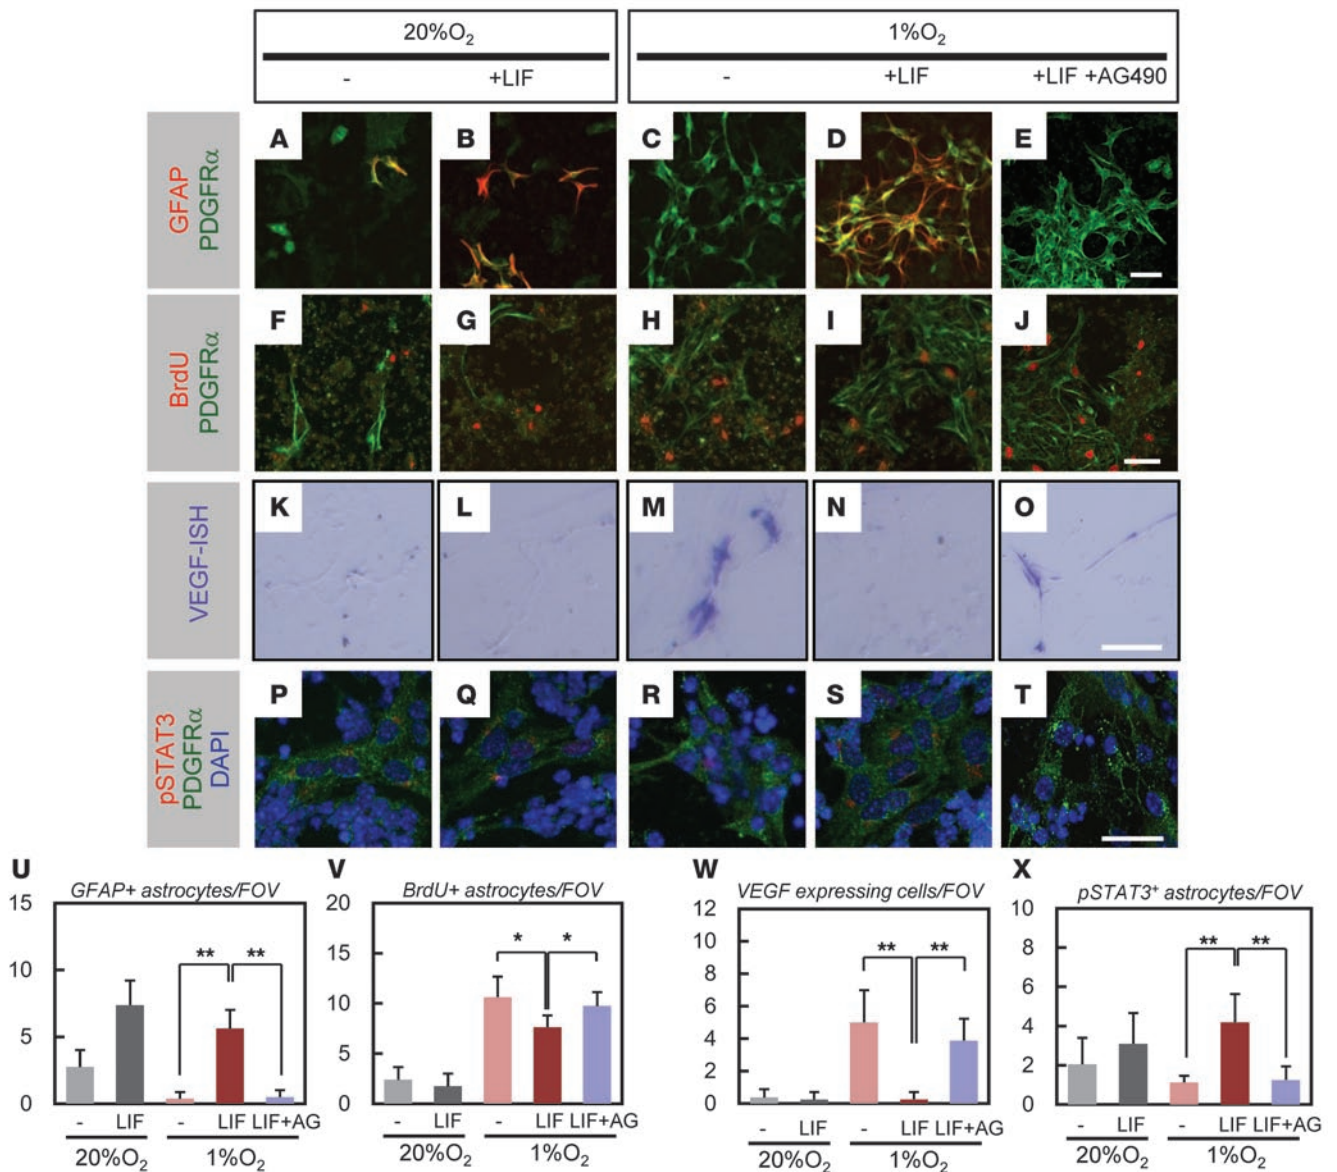 20%O₂
1%O₂
-
+LIF
-
+LIF
+LIF +AG490
GFAP
PDGFRα
A
B
C
D
E
BrdU
PDGFRα
F
G
H
I
J
VEGF-ISH
K
L
M
N
O
pSTAT3
PDGFRα
DAPI
P
Q
R
S
T
U
GFAP+ astrocytes/FOV
15
10
5
0
**
**
-
LIF
-
LIF
LIF+AG
20%O₂
1%O₂
V
BrdU+ astrocytes/FOV
20
15
10
5
0
*
*
-
LIF
-
LIF
LIF+AG
20%O₂
1%O₂
W
VEGF expressing cells/FOV
12
10
8
6
4
2
0
**
**
-
LIF
-
LIF
LIF+AG
20%O₂
1%O₂
X
pSTAT3⁺ astrocytes/FOV
10
8
6
4
2
0
**
**
-
LIF
-
LIF
LIF+AG
20%O₂
1%O₂